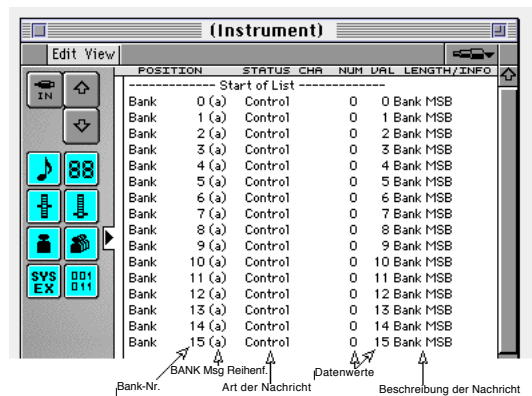 (Instrument)
Edit View
POSITION STATUS CHA NUM VAL LENGTH/INFO
IN
------------- Start of List -------------
Bank 0 (a) Control 0 0 Bank MSB
Bank 1 (a) Control 0 1 Bank MSB
Bank 2 (a) Control 0 2 Bank MSB
Bank 3 (a) Control 0 3 Bank MSB
Bank 4 (a) Control 0 4 Bank MSB
Bank 5 (a) Control 0 5 Bank MSB
Bank 6 (a) Control 0 6 Bank MSB
Bank 7 (a) Control 0 7 Bank MSB
Bank 8 (a) Control 0 8 Bank MSB
Bank 9 (a) Control 0 9 Bank MSB
Bank 10 (a) Control 0 10 Bank MSB
Bank 11 (a) Control 0 11 Bank MSB
Bank 12 (a) Control 0 12 Bank MSB
Bank 13 (a) Control 0 13 Bank MSB
Bank 14 (a) Control 0 14 Bank MSB
Bank 15 (a) Control 0 15 Bank MSB
88
SYS EX
001 011
BANK Msg Reihenf.
Datenwerte
Bank-Nr.
Art der Nachricht
Beschreibung der Nachricht